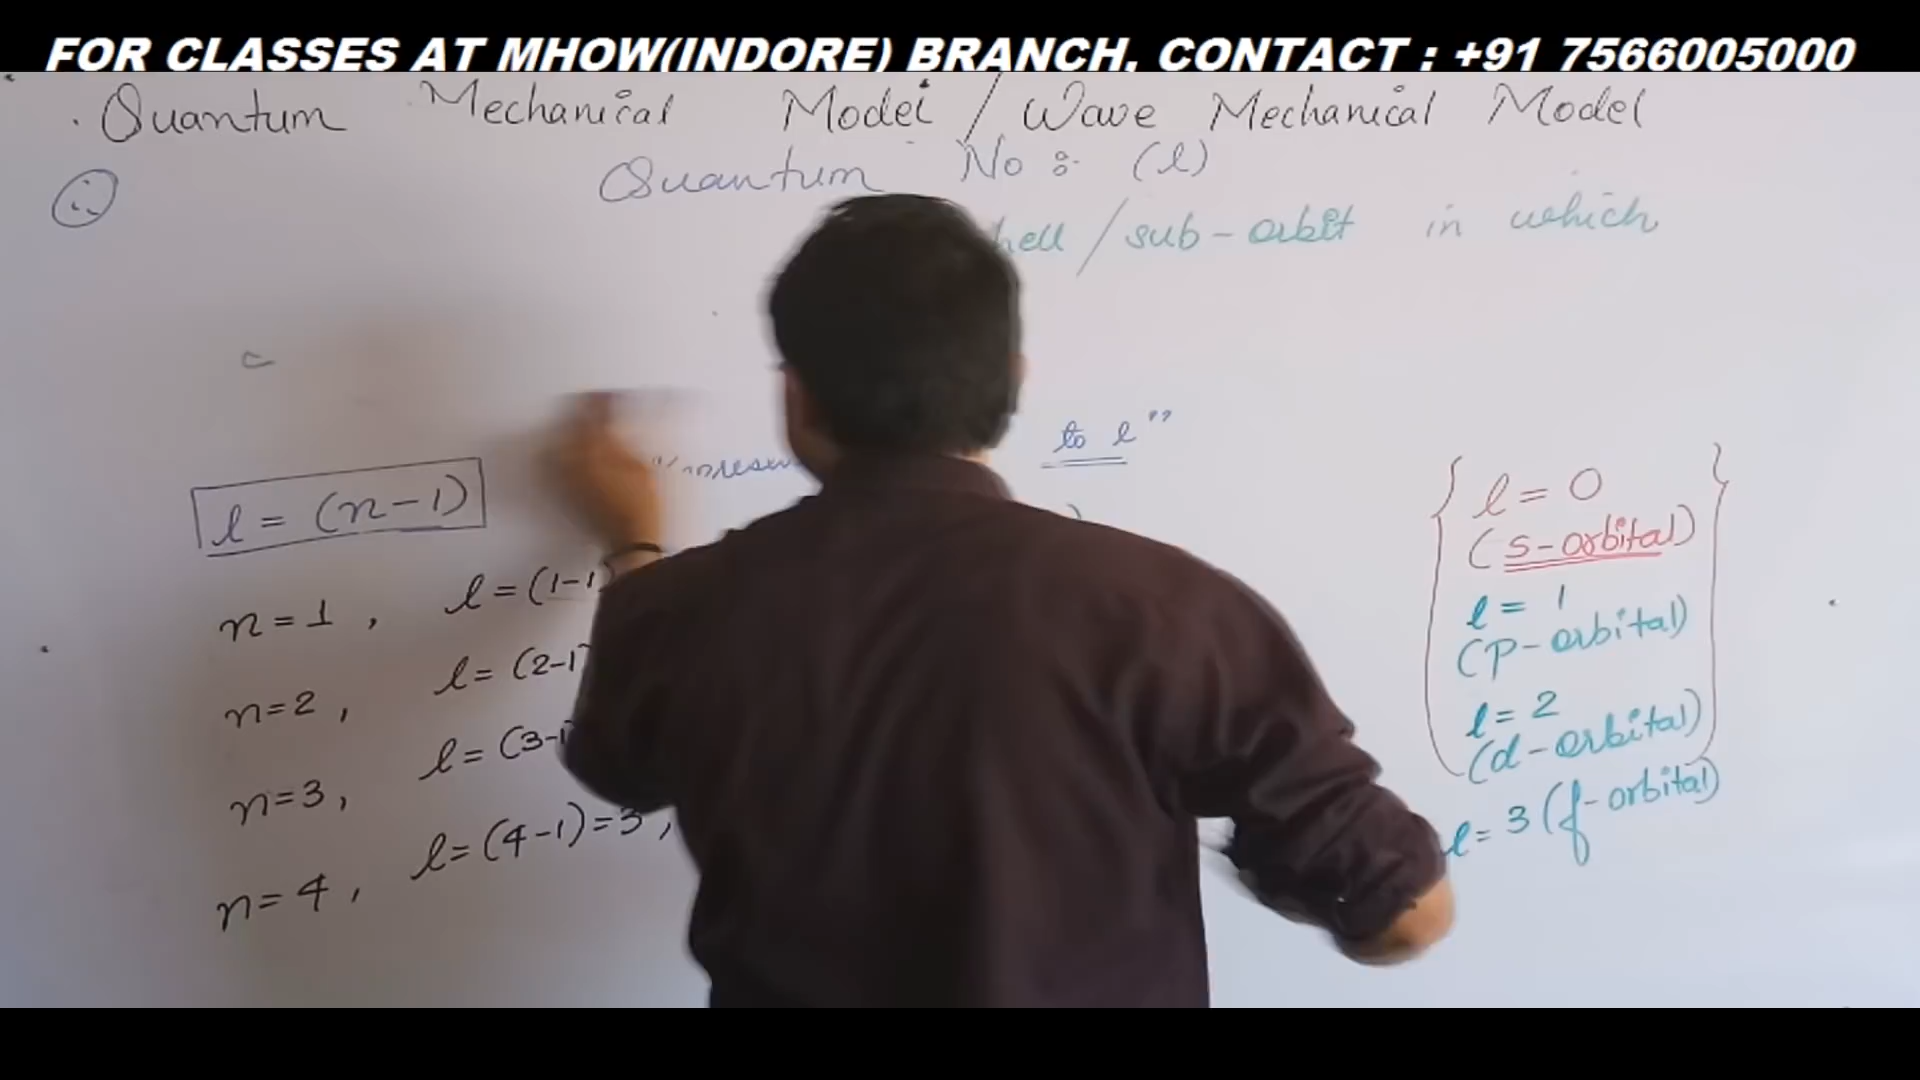 FOR CLASSES AT MHOW(INDORE) BRANCH, CONTACT : +91 7566005000
Quantum Mechanical Model / Wave Mechanical Model
Quantum No :- (l)
hell / sub-orbit in which
to l"
l = (n-1)
n=1 , l=(1-1)
n=2 , l=(2-1)
n=3 , l=(3-1
n=4 , l=(4-1)=3 ,
l = 0
(s-orbital)
l = 1
(p-orbital)
l = 2
(d-orbital)
l = 3 (f-orbital)